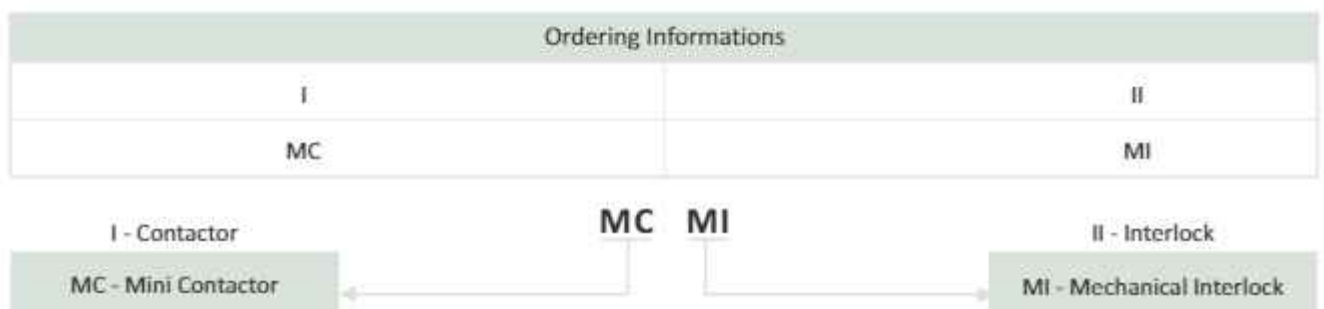 Ordering Informations
I II
MC MI
MC MI
I - Contactor
II - Interlock
MC - Mini Contactor
MI - Mechanical Interlock